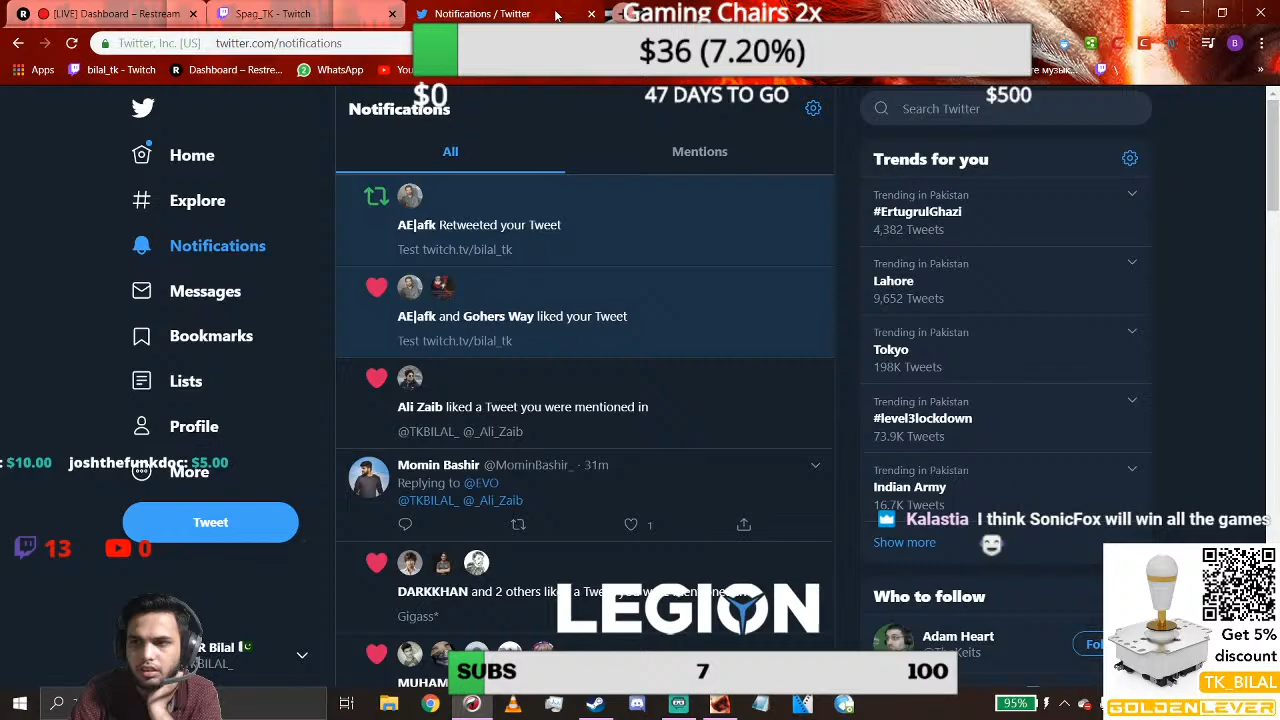 [LIVE] Dashboard – Restream
Spag_TK - Twitch
Notifications / Twitter
Gaming Chairs 2x
$36 (7.20%)
$0
47 DAYS TO GO
$500
Twitter, Inc. [US]
twitter.com/notifications
Apps
bilal_tk - Twitch
Dashboard – Restre...
WhatsApp
Notifications
All
Mentions
Home
Explore
Notifications
Messages
Bookmarks
Lists
Profile
More
Tweet
AE|afk Retweeted your Tweet
Test twitch.tv/bilal_tk
AE|afk and Gohers Way liked your Tweet
Test twitch.tv/bilal_tk
Ali Zaib liked a Tweet you were mentioned in
@TKBILAL_ @_Ali_Zaib
Momin Bashir @MominBashir_ · 31m
Replying to @EVO
@TKBILAL_ @_Ali_Zaib
1
DARKKHAN and 2 others
Gigass*
Search Twitter
Trends for you
Trending in Pakistan
#ErtugrulGhazi
4,382 Tweets
Trending in Pakistan
Lahore
9,652 Tweets
Trending in Pakistan
Tokyo
198K Tweets
Trending in Pakistan
#level3lockdown
73.9K Tweets
Trending in Pakistan
Indian Army
16.7K Tweets
Show more
Kalastia I think SonicFox will win all the games
Who to follow
Adam Heart
: $10.00 joshthefunkdoc: $5.00
13
0
Bilal
LEGION
SUBS
7
100
Get 5%
discount
TK_BILAL
GOLDENLEVER
95%